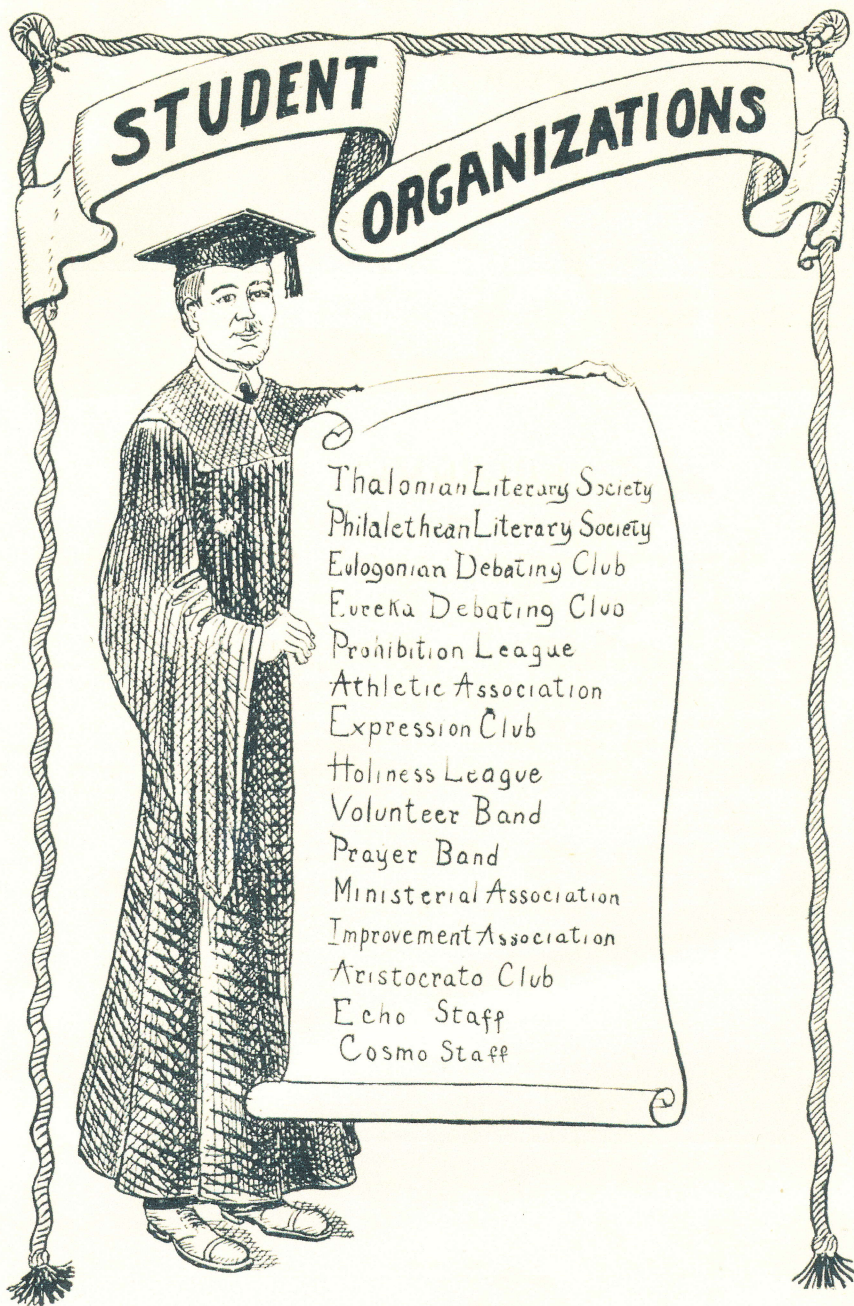 STUDENT
ORGANIZATIONS
Thalonian Literary Society
Philalethean Literary Society
Eulogonian Debating Club
Eureka Debating Club
Prohibition League
Athletic Association
Expression Club
Holiness League
Volunteer Band
Prayer Band
Ministerial Association
Improvement Association
Aristocrato Club
Echo Staff
Cosmo Staff